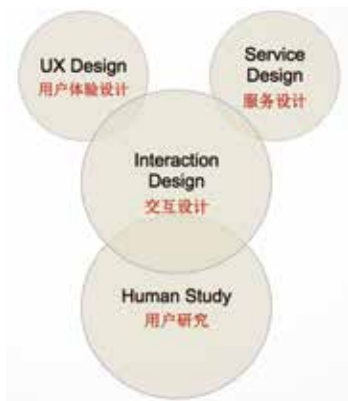 UX Design
用户体验设计
Service
Design
服务设计
Interaction
Design
交互设计
Human Study
用户研究